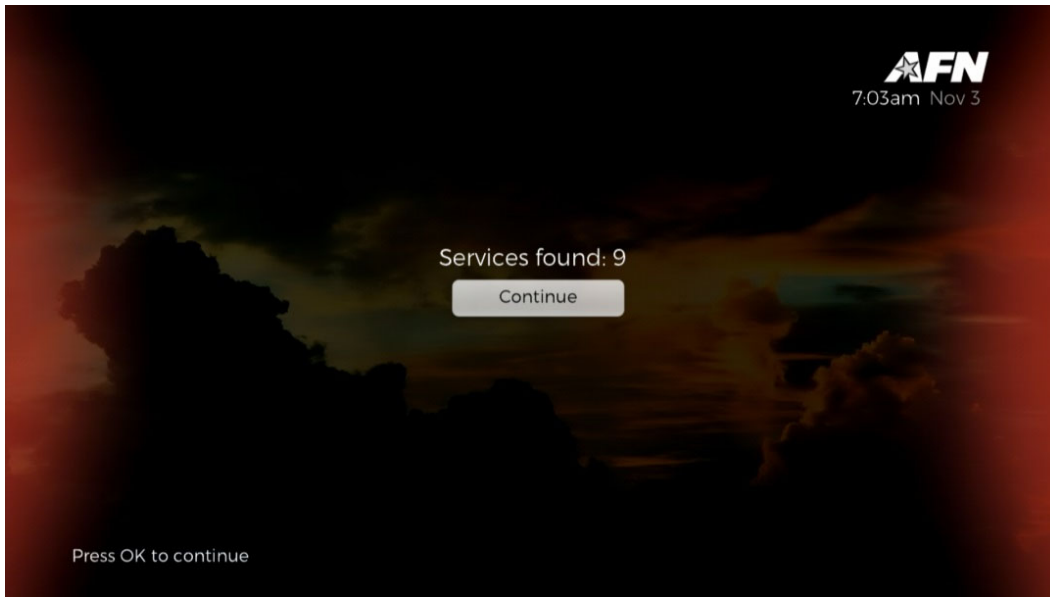 AFN
7:03am Nov 3
Services found: 9
Continue
Press OK to continue